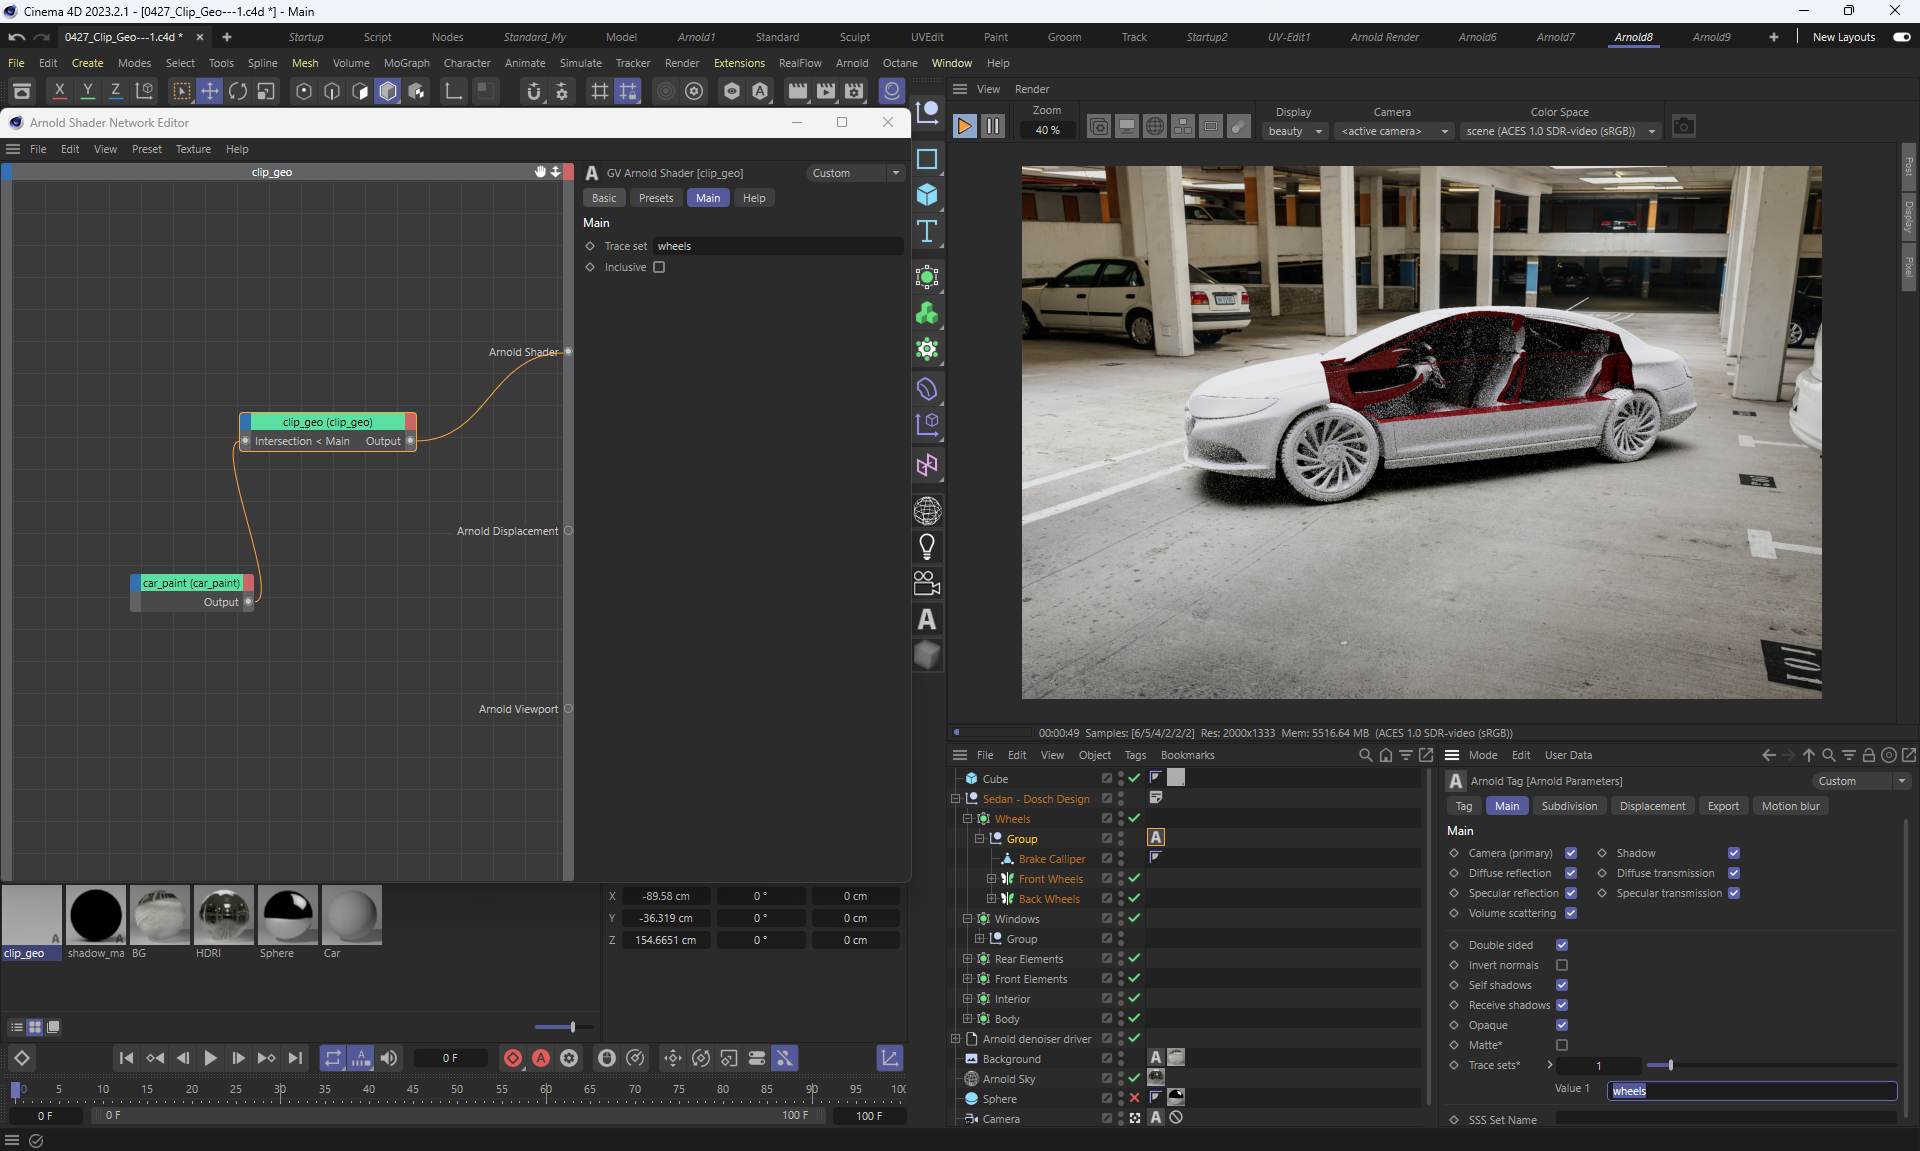 Cinema 4D 2023.2.1 - [0427_Clip_Geo---1.c4d *] - Main
0427_Clip_Geo---1.c4d *
Startup Script Nodes Standard_My Model Arnold1 Standard Sculpt UVEdit Paint Groom Track Startup2 UV-Edit1 Arnold Render Arnold6 Arnold7 Arnold8 Arnold9 + New Layouts
File Edit Create Modes Select Tools Spline Mesh Volume MoGraph Character Animate Simulate Tracker Render Extensions RealFlow Arnold Octane Window Help
X Y Z
View Render
Zoom
40 %
Display
beauty
Camera
<active camera>
Color Space
scene (ACES 1.0 SDR-video (sRGB))
Post
Display
Pixel
Arnold Shader Network Editor
File Edit View Preset Texture Help
clip_geo
Arnold Shader
clip_geo (clip_geo)
Intersection < Main Output
Arnold Displacement
car_paint (car_paint)
Output
Arnold Viewport
A GV Arnold Shader [clip_geo]
Custom
Basic Presets Main Help
Main
Trace set wheels
Inclusive
T
A
101
00:00:49 Samples: [6/5/4/2/2/2] Res: 2000x1333 Mem: 5516.64 MB (ACES 1.0 SDR-video (sRGB))
File Edit View Object Tags Bookmarks
Cube
Sedan - Dosch Design
Wheels
Group
A
Brake Calliper
Front Wheels
Back Wheels
Windows
Group
Rear Elements
Front Elements
Interior
Body
Arnold denoiser driver
Background
A
Arnold Sky
Sphere
Camera
A
Mode Edit User Data
A Arnold Tag [Arnold Parameters]
Custom
Tag Main Subdivision Displacement Export Motion blur
Main
Camera (primary) Shadow
Diffuse reflection Diffuse transmission
Specular reflection Specular transmission
Volume scattering
Double sided
Invert normals
Self shadows
Receive shadows
Opaque
Matte*
Trace sets* > 1
Value 1 wheels
SSS Set Name
clip_geo shadow_ma BG HDRI Sphere Car
X -89.58 cm 0 ° 0 cm
Y -36.319 cm 0 ° 0 cm
Z 154.6651 cm 0 ° 0 cm
0 F
0 5 10 15 20 25 30 35 40 45 50 55 60 65 70 75 80 85 90 95 100
0 F 0 F 100 F 100 F